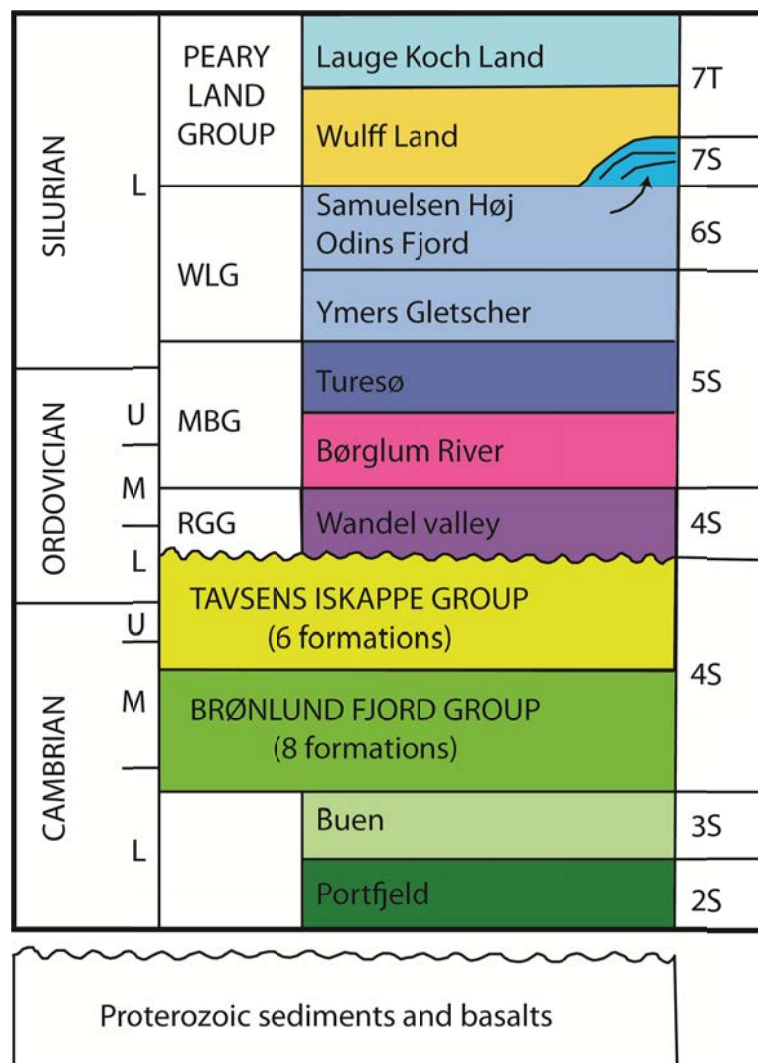 SILURIAN
L
ORDOVICIAN
U
M
L
CAMBRIAN
U
M
L
PEARY
LAND
GROUP
WLG
MBG
RGG
Lauge Koch Land
Wulff Land
Samuelsen Høj
Odins Fjord
Ymers Gletscher
Turesø
Børglum River
Wandel valley
TAVSENS ISKAPPE GROUP
(6 formations)
BRØNLUND FJORD GROUP
(8 formations)
Buen
Portfjeld
7T
7S
6S
5S
4S
4S
3S
2S
Proterozoic sediments and basalts